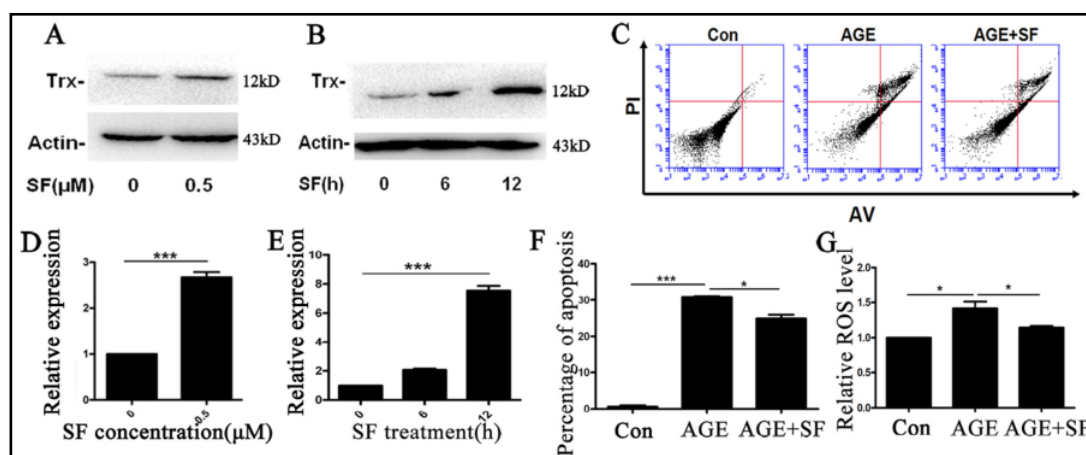 A
Trx-
12kD
Actin-
43kD
SF(μM) 0 0.5
B
Trx-
12kD
Actin-
43kD
SF(h) 0 6 12
C
Con AGE AGE+SF
PI
AV
D
Relative expression
***
3
2
1
0
0 0.5
SF concentration(μM)
E
Relative expression
***
8
6
4
2
0
0 6 12
SF treatment(h)
F
Percentage of apoptosis
*** *
40
30
20
10
0
Con AGE AGE+SF
G
Relative ROS level
* *
2.0
1.5
1.0
0.5
0.0
Con AGE AGE+SF